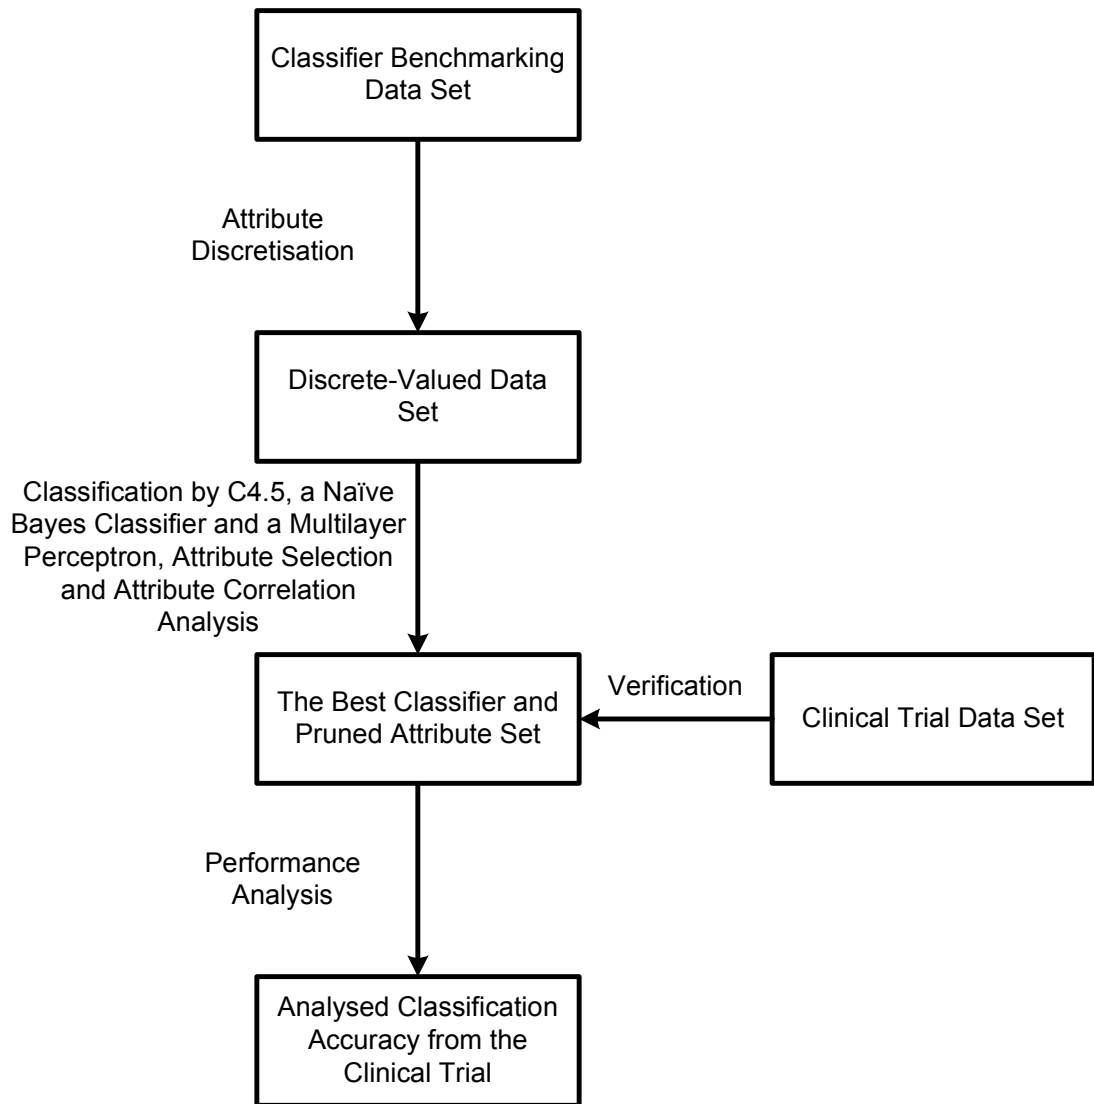 Classifier Benchmarking
Data Set
Attribute
Discretisation
Discrete-Valued Data
Set
Classification by C4.5, a Naïve
Bayes Classifier and a Multilayer
Perceptron, Attribute Selection
and Attribute Correlation
Analysis
The Best Classifier and
Pruned Attribute Set
Verification
Clinical Trial Data Set
Performance
Analysis
Analysed Classification
Accuracy from the
Clinical Trial